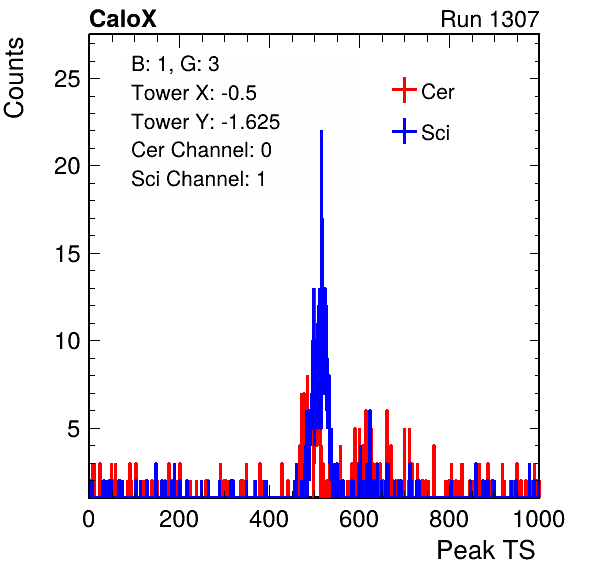 CaloX Run 1307
Counts
B: 1, G: 3
Tower X: -0.5
Tower Y: -1.625
Cer Channel: 0
Sci Channel: 1
Cer
Sci
25
20
15
10
5
0 200 400 600 800 1000
Peak TS